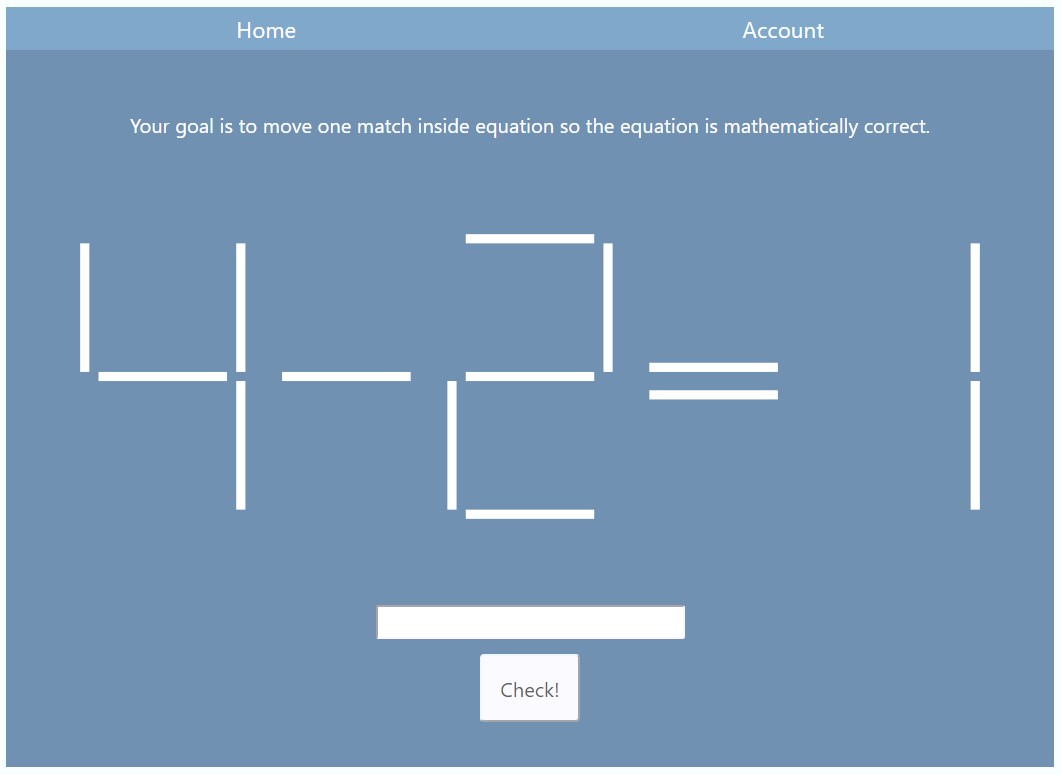 Home Account
Your goal is to move one match inside equation so the equation is mathematically correct.
4-2=1
Check!